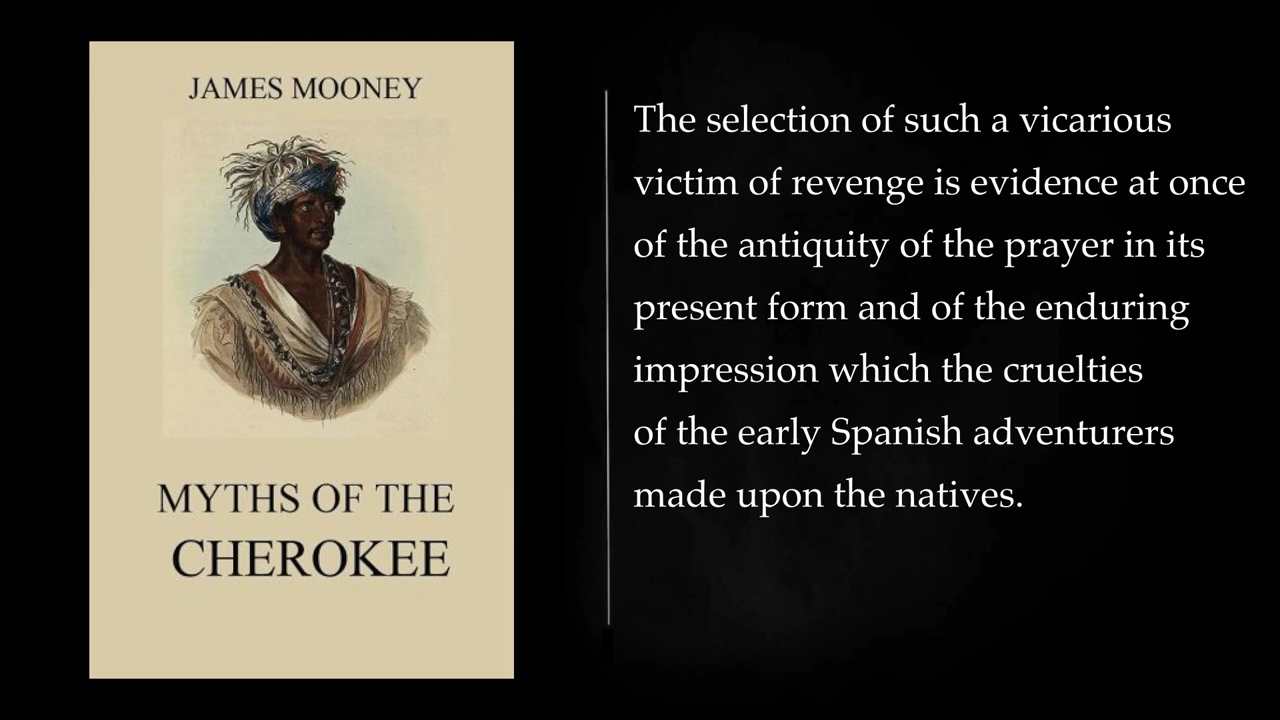 JAMES MOONEY
MYTHS OF THE
CHEROKEE
The selection of such a vicarious
victim of revenge is evidence at once
of the antiquity of the prayer in its
present form and of the enduring
impression which the cruelties
of the early Spanish adventurers
made upon the natives.